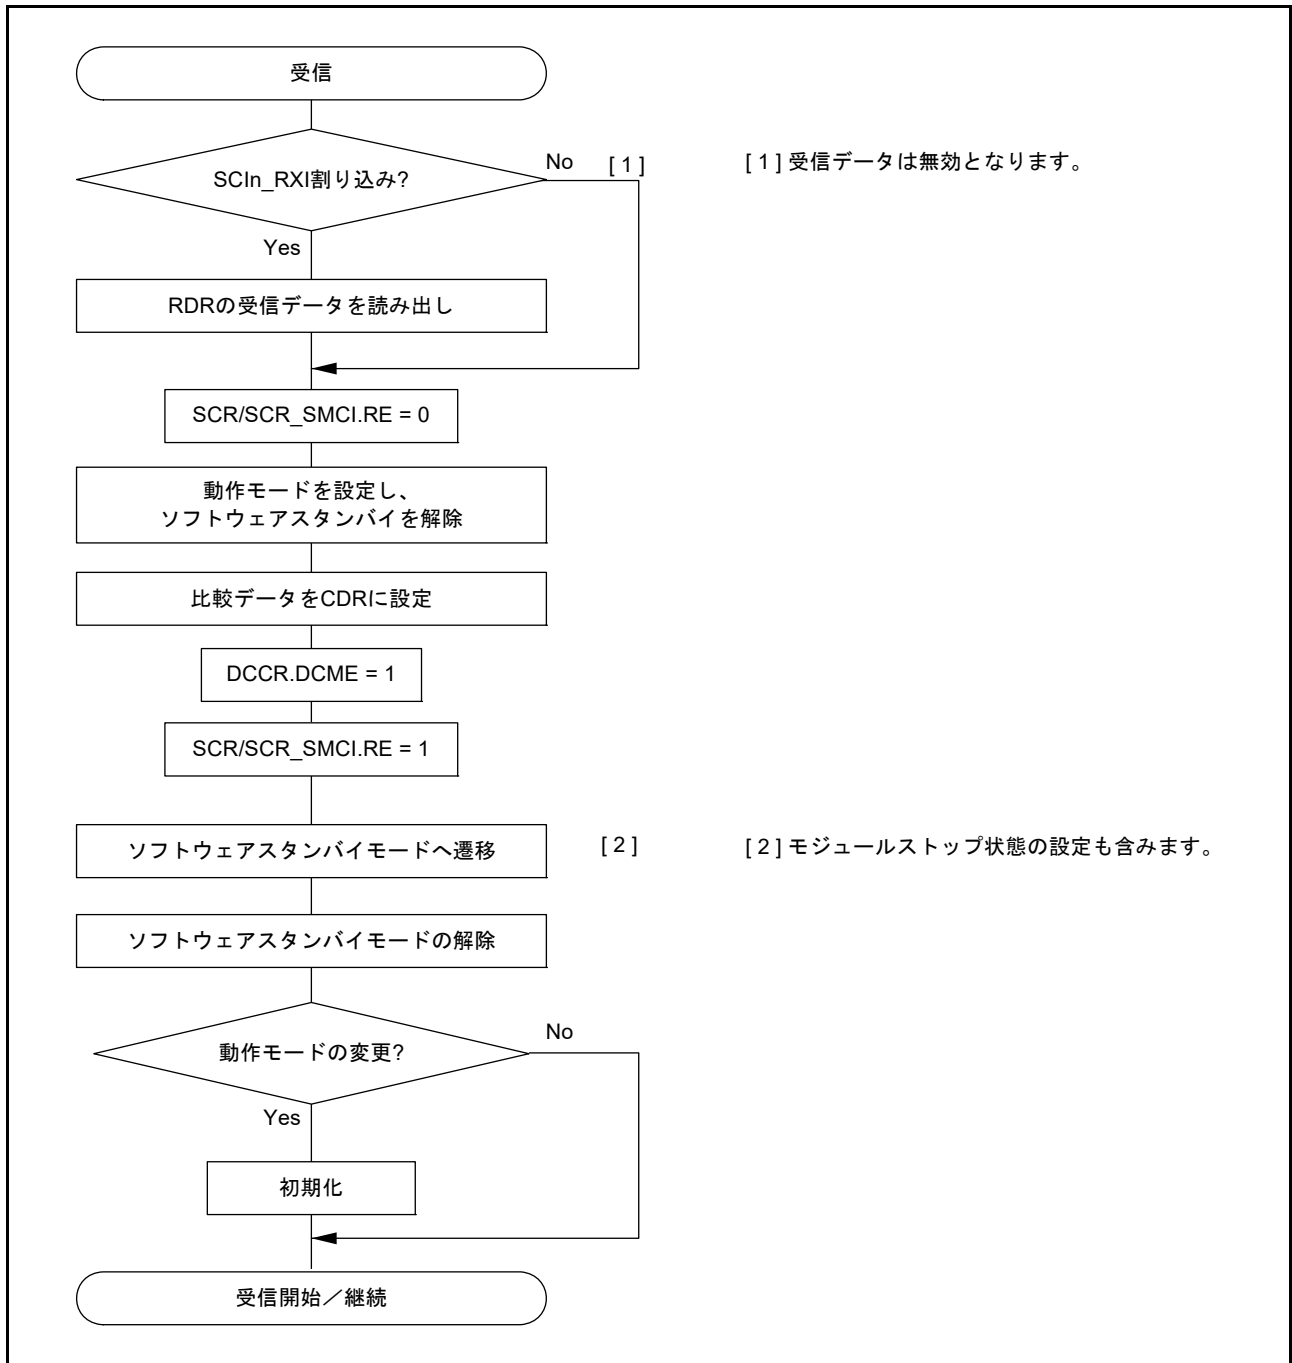 受信
SCIn_RXI割り込み?
No
[ 1 ]
[ 1 ] 受信データは無効となります。
Yes
RDRの受信データを読み出し
SCR/SCR_SMCI.RE = 0
動作モードを設定し、
ソフトウェアスタンバイを解除
比較データをCDRに設定
DCCR.DCME = 1
SCR/SCR_SMCI.RE = 1
ソフトウェアスタンバイモードへ遷移
[ 2 ]
[ 2 ] モジュールストップ状態の設定も含みます。
ソフトウェアスタンバイモードの解除
動作モードの変更?
No
Yes
初期化
受信開始／継続